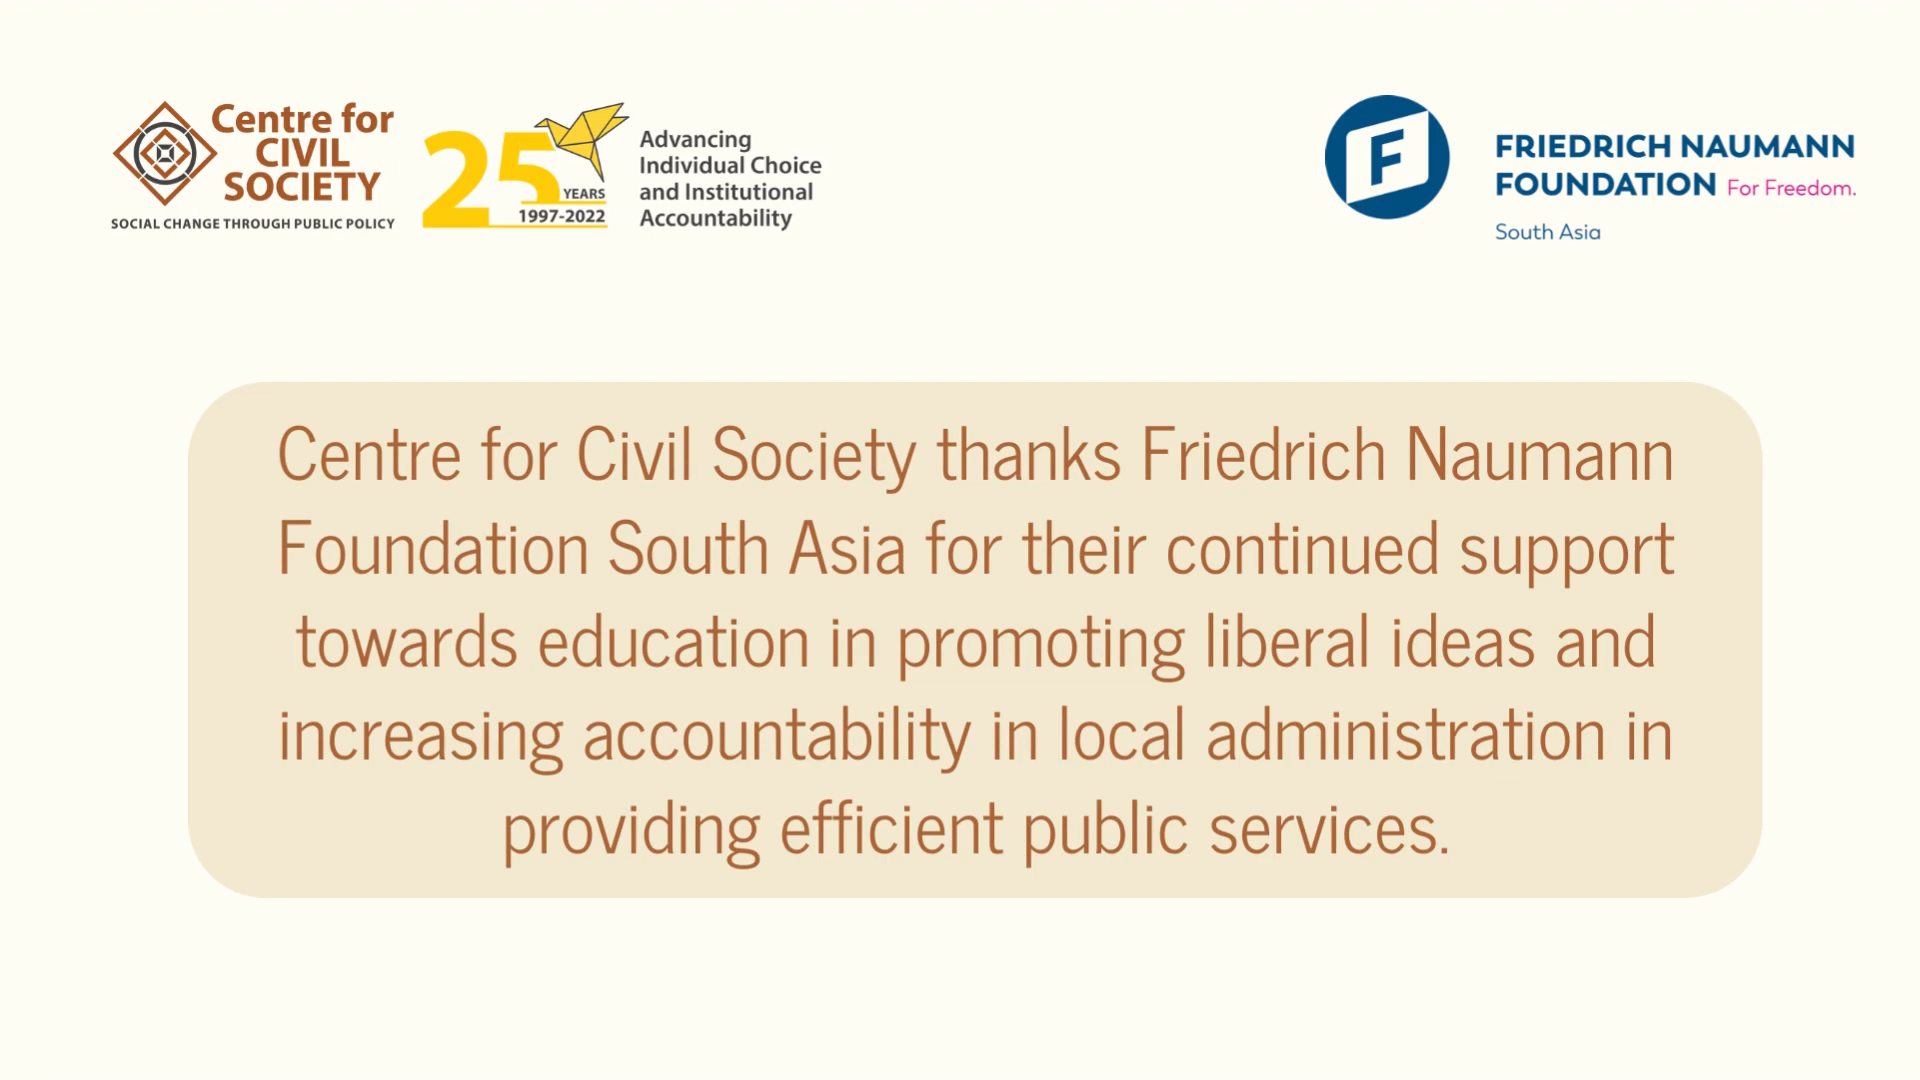 Centre for
CIVIL
SOCIETY
SOCIAL CHANGE THROUGH PUBLIC POLICY
25
YEARS
1997-2022
Advancing
Individual Choice
and Institutional
Accountability
F
FRIEDRICH NAUMANN
FOUNDATION For Freedom.
South Asia
Centre for Civil Society thanks Friedrich Naumann
Foundation South Asia for their continued support
towards education in promoting liberal ideas and
increasing accountability in local administration in
providing efficient public services.